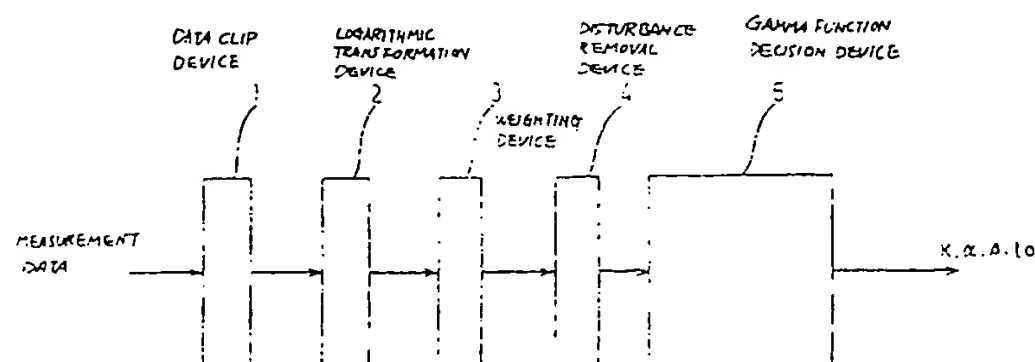 DATA CLIP
DEVICE
1
LOGARITHMIC
TRANSFORMATION
DEVICE
2
3
WEIGHTING
DEVICE
DISTURBANCE
REMOVAL
DEVICE
4
GAMMA FUNCTION
DECISION DEVICE
5
MEASUREMENT
DATA